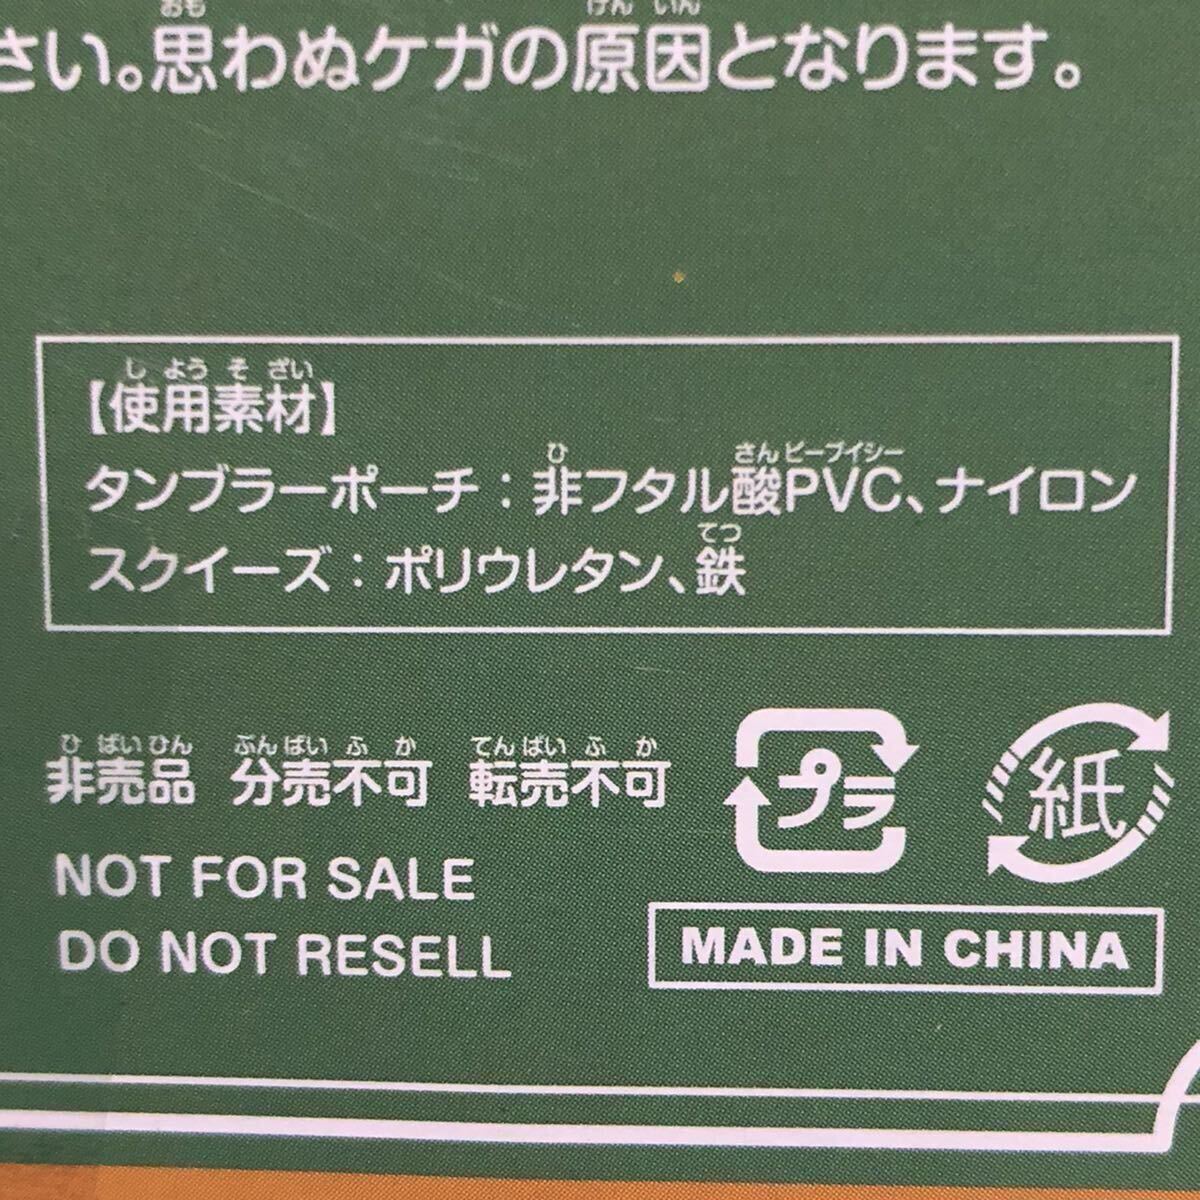 さい。思わぬケガの原因となります。
【使用素材】
タンブラーポーチ：非フタル酸PVC、ナイロン
スクイーズ：ポリウレタン、鉄
非売品 分売不可 転売不可
NOT FOR SALE
DO NOT RESELL
プラ
紙
MADE IN CHINA